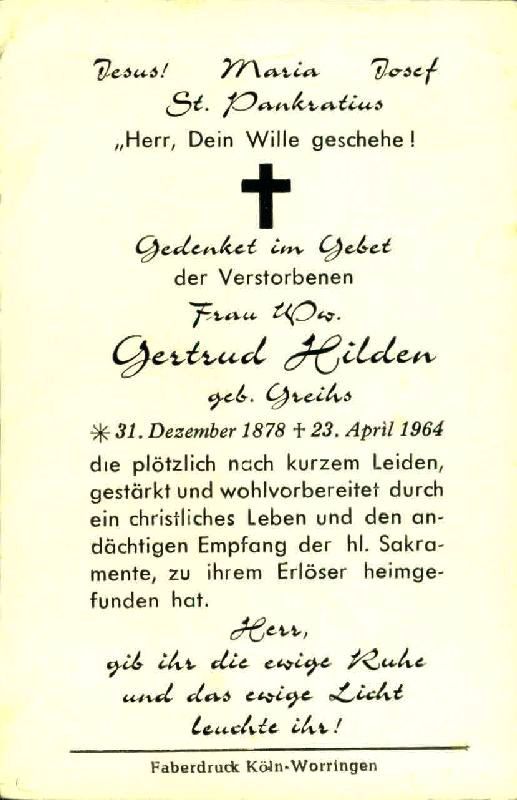 Jesus! Maria Josef
St. Pankratius
„Herr, Dein Wille geschehe!
Gedenket im Gebet
der Verstorbenen
Frau Ww.
Gertrud Hilden
geb. Greihs
* 31. Dezember 1878 † 23. April 1964
die plötzlich nach kurzem Leiden,
gestärkt und wohlvorbereitet durch
ein christliches Leben und den an-
dächtigen Empfang der hl. Sakra-
mente, zu ihrem Erlöser heimge-
funden hat.
Herr,
gib ihr die ewige Ruhe
und das ewige Licht
leuchte ihr!
Faberdruck Köln-Worringen